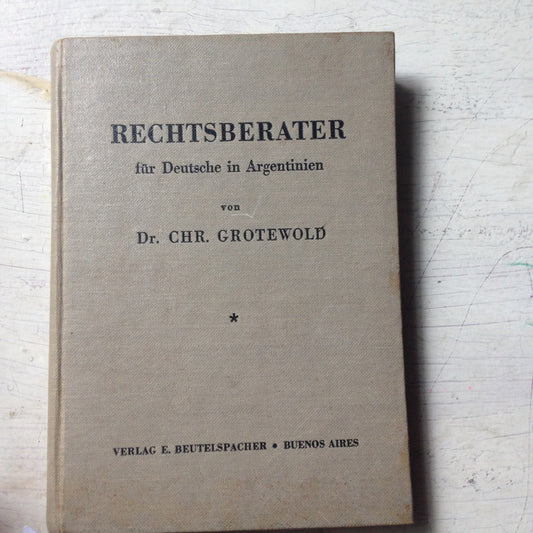 RECHTSBERATER
für Deutsche in Argentinien
von
Dr. CHR. GROTEWOLD
*
VERLAG E. BEUTELSPACHER • BUENOS AIRES